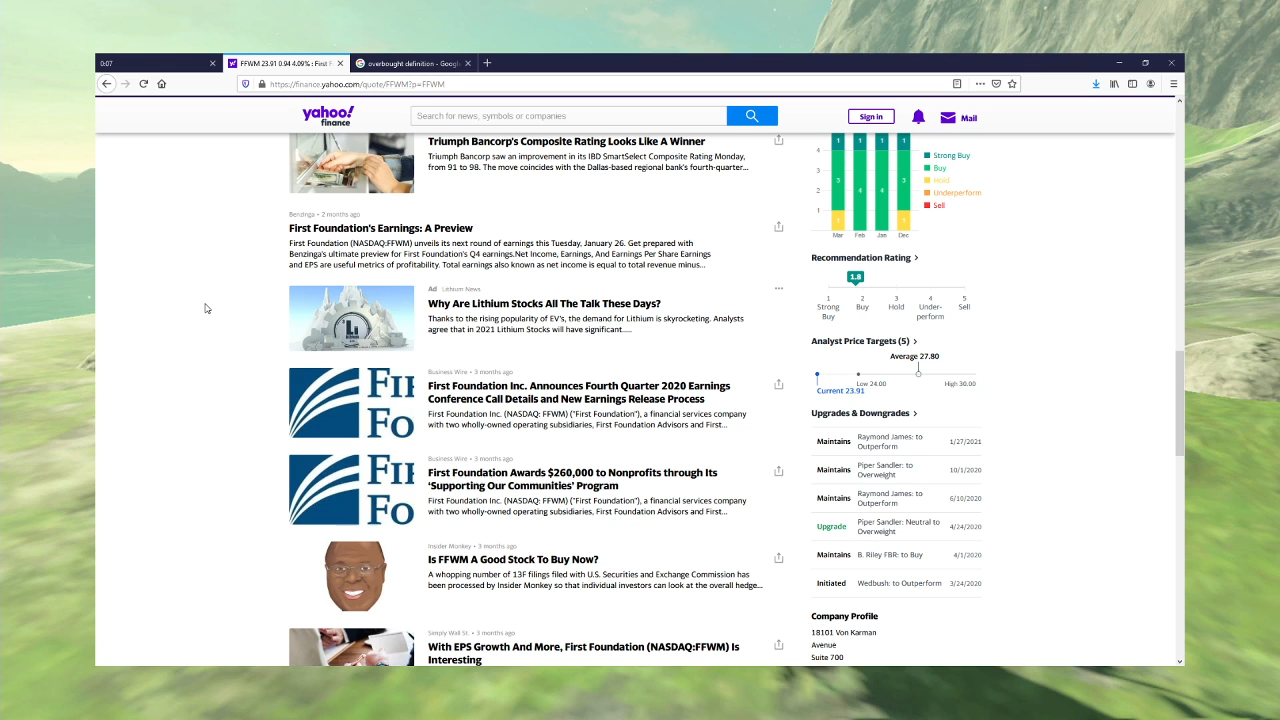 0:07
FFWM 23.91 0.94 4.09% : First F
overbought definition - Googl
https://finance.yahoo.com/quote/FFWM?p=FFWM
yahoo!
finance
Search for news, symbols or companies
Sign in
Mail
Triumph Bancorp's Composite Rating Looks Like A Winner
Triumph Bancorp saw an improvement in its IBD SmartSelect Composite Rating Monday,
from 91 to 98. The move coincides with the Dallas-based regional bank's fourth-quarter...
Benzinga • 2 months ago
First Foundation's Earnings: A Preview
First Foundation (NASDAQ:FFWM) unveils its next round of earnings this Tuesday, January 26. Get prepared with
Benzinga's ultimate preview for First Foundation's Q4 earnings.Net Income, Earnings, And Earnings Per Share Earnings
and EPS are useful metrics of profitability. Total earnings also known as net income is equal to total revenue minus...
Ad Lithium News
Why Are Lithium Stocks All The Talk These Days?
Thanks to the rising popularity of EV's, the demand for Lithium is skyrocketing. Analysts
agree that in 2021 Lithium Stocks will have significant.....
Business Wire • 3 months ago
First Foundation Inc. Announces Fourth Quarter 2020 Earnings
Conference Call Details and New Earnings Release Process
First Foundation Inc. (NASDAQ: FFWM) ("First Foundation"), a financial services company
with two wholly-owned operating subsidiaries, First Foundation Advisors and First...
FI
Fo
Business Wire • 3 months ago
First Foundation Awards $260,000 to Nonprofits through Its
'Supporting Our Communities' Program
First Foundation Inc. (NASDAQ: FFWM) ("First Foundation"), a financial services company
with two wholly-owned operating subsidiaries, First Foundation Advisors and First...
FI
Fo
Insider Monkey • 3 months ago
Is FFWM A Good Stock To Buy Now?
A whopping number of 13F filings filed with U.S. Securities and Exchange Commission has
been processed by Insider Monkey so that individual investors can look at the overall hedge...
Simply Wall St. • 3 months ago
With EPS Growth And More, First Foundation (NASDAQ:FFWM) Is
Interesting
1 1 1 1
4
3
2
1
3 4 4 3
1 1
Mar Feb Jan Dec
Strong Buy
Buy
Hold
Underperform
Sell
Recommendation Rating
1.8
1 2 3 4 5
Strong Buy Hold Under- Sell
Buy perform
Analyst Price Targets (5)
Average 27.80
Low 24.00 High 30.00
Current 23.91
Upgrades & Downgrades
Maintains Raymond James: to Outperform 1/27/2021
Maintains Piper Sandler: to Overweight 10/1/2020
Maintains Raymond James: to Outperform 6/10/2020
Upgrade Piper Sandler: Neutral to Overweight 4/24/2020
Maintains B. Riley FBR: to Buy 4/1/2020
Initiated Wedbush: to Outperform 3/24/2020
Company Profile
18101 Von Karman
Avenue
Suite 700